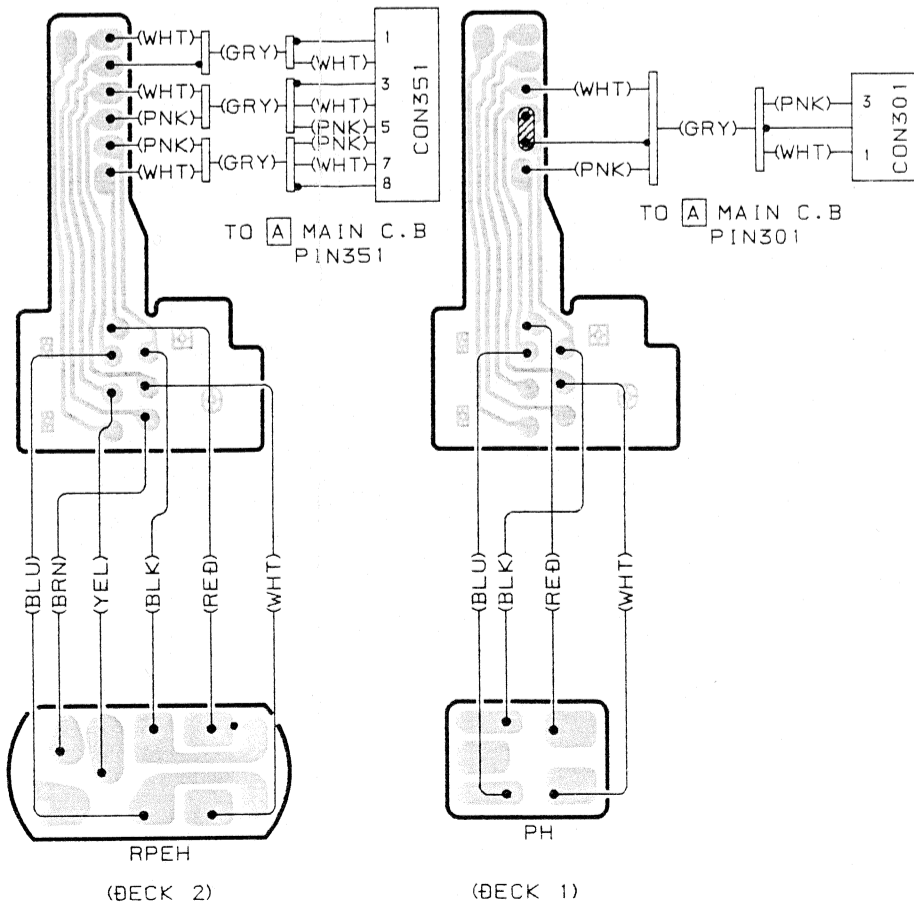 (WHT)
(GRY)
(WHT)
1
(WHT)
(PNK)
(GRY)
3
(WHT)
(PNK)
5
(PNK)
(WHT)
(GRY)
(PNK)
(WHT)
7
8
CON351
TO A MAIN C.B
PIN351
(BLU)
(BRN)
(YEL)
(BLK)
(RED)
(WHT)
RPEH
(DECK 2)
(WHT)
(PNK)
(GRY)
(PNK)
3
(WHT)
1
CON301
TO A MAIN C.B
PIN301
(BLU)
(BLK)
(RED)
(WHT)
PH
(DECK 1)